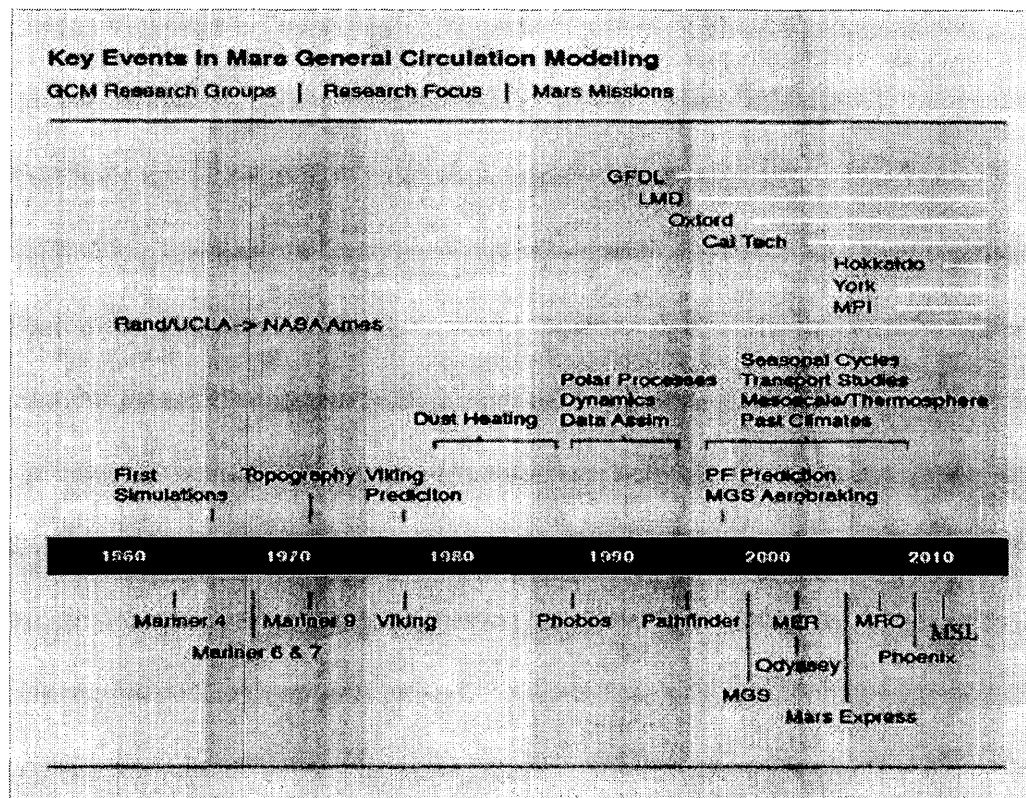 Key Events in Mars General Circulation Modeling
GCM Research Groups | Research Focus | Mars Missions
GFDL
LMD
Oxford
Cal Tech
Hokkaido
York
MPI
Rand/UCLA -> NASA Ames
Seasonal Cycles
Polar Processes Transport Studies
Dynamics Mesoscale/Thermosphere
Dust Heating Data Assim Past Climates
First Topography Viking PF Prediction
Simulations Prediciton MGS Aerobraking
1960 1970 1980 1990 2000 2010
Mariner 4 Mariner 9 Viking Phobos Pathfinder MER MRO MSL
Mariner 6 & 7 Odyssey Phoenix
MGS
Mars Express